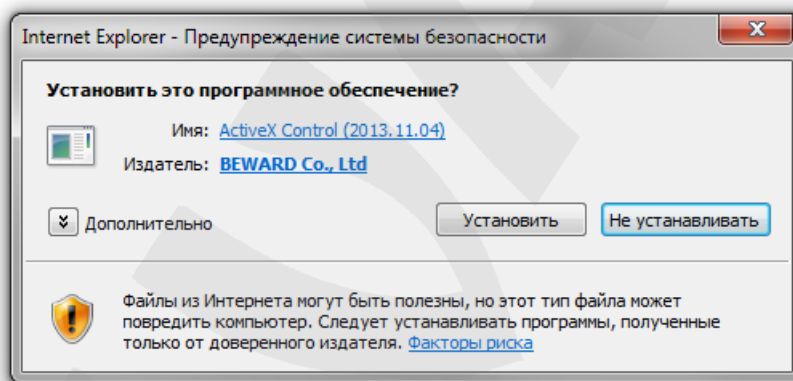 Internet Explorer - Предупреждение системы безопасности
Установить это программное обеспечение?
Имя: ActiveX Control (2013.11.04)
Издатель: BEWARD Co., Ltd
Дополнительно
Установить
Не устанавливать
Файлы из Интернета могут быть полезны, но этот тип файла может
повредить компьютер. Следует устанавливать программы, полученные
только от доверенного издателя. Факторы риска